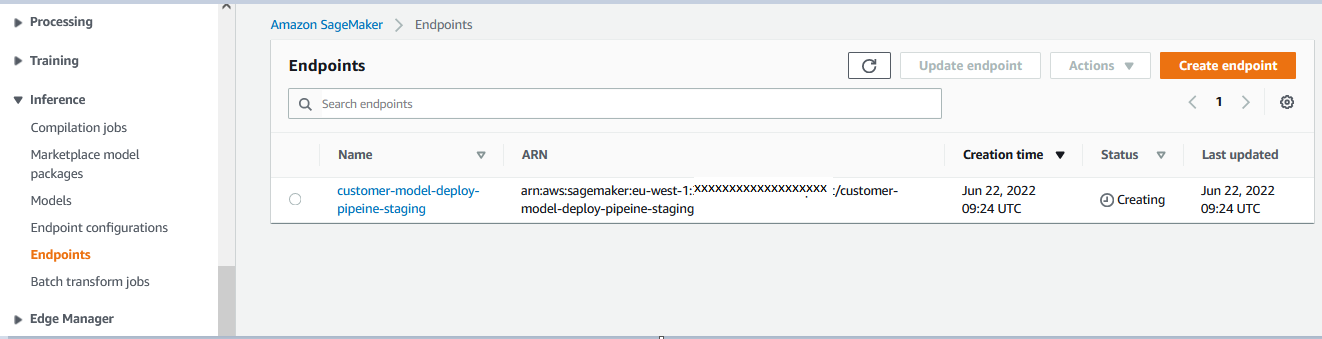 Processing
Training
Inference
Compilation jobs
Marketplace model
packages
Models
Endpoint configurations
Endpoints
Batch transform jobs
Edge Manager
Amazon SageMaker > Endpoints
Endpoints
Update endpoint
Actions
Create endpoint
Search endpoints
1
Name ARN Creation time Status Last updated
customer-model-deploy-
pipeine-staging
arn:aws:sagemaker:eu-west-1:xxxxxxxxxxxxxxxxxxx:/customer-
model-deploy-pipeine-staging
Jun 22, 2022
09:24 UTC
Creating
Jun 22, 2022
09:24 UTC